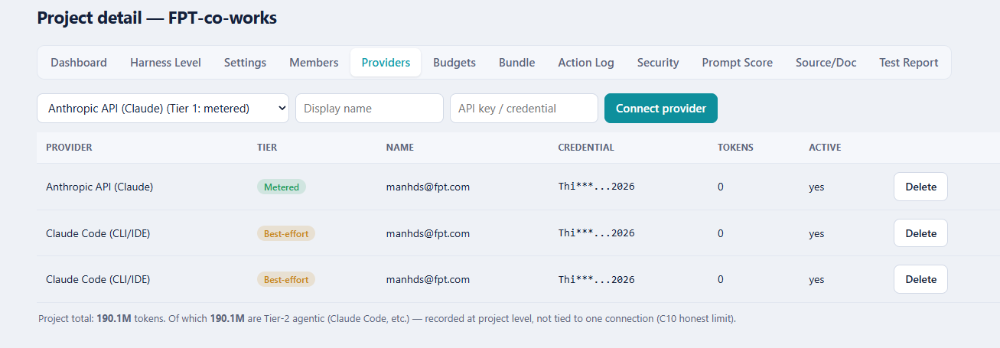 Project detail — FPT-co-works
Dashboard Harness Level Settings Members Providers Budgets Bundle Action Log Security Prompt Score Source/Doc Test Report
Anthropic API (Claude) (Tier 1: metered) Display name API key / credential Connect provider
PROVIDER TIER NAME CREDENTIAL TOKENS ACTIVE
Anthropic API (Claude) Metered manhds@fpt.com Thi***...2026 0 yes Delete
Claude Code (CLI/IDE) Best-effort manhds@fpt.com Thi***...2026 0 yes Delete
Claude Code (CLI/IDE) Best-effort manhds@fpt.com Thi***...2026 0 yes Delete
Project total: 190.1M tokens. Of which 190.1M are Tier-2 agentic (Claude Code, etc.) — recorded at project level, not tied to one connection (C10 honest limit).